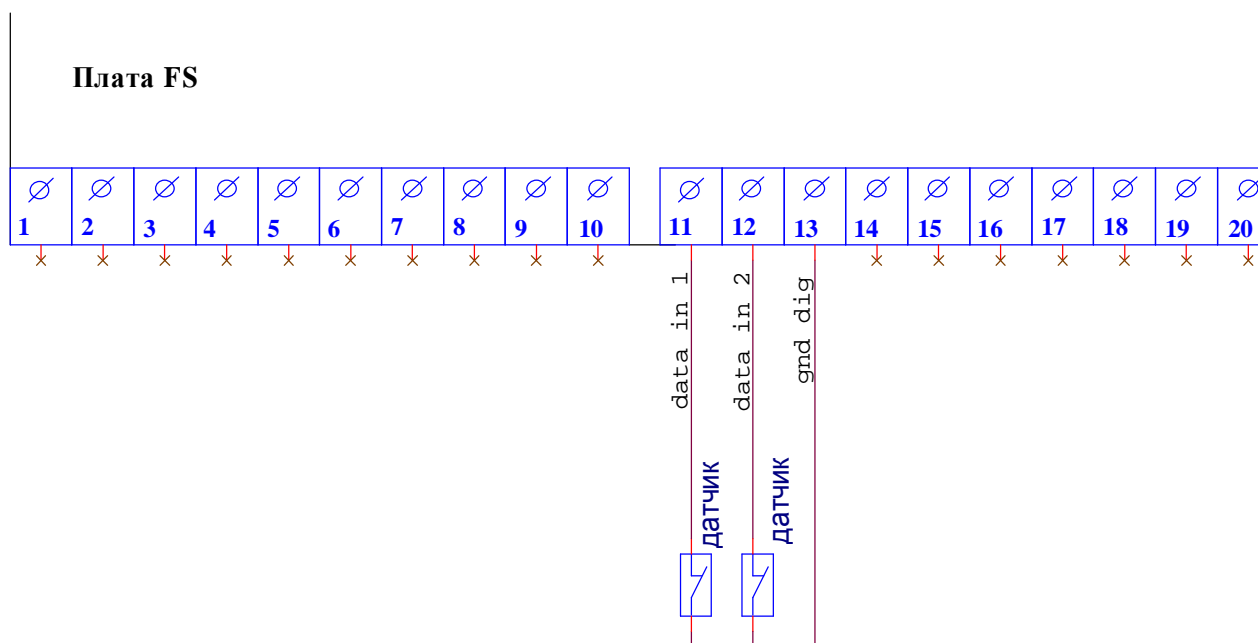 Плата FS
1 2 3 4 5 6 7 8 9 10 11 12 13 14 15 16 17 18 19 20
data in 1
data in 2
gnd dig
датчик
датчик